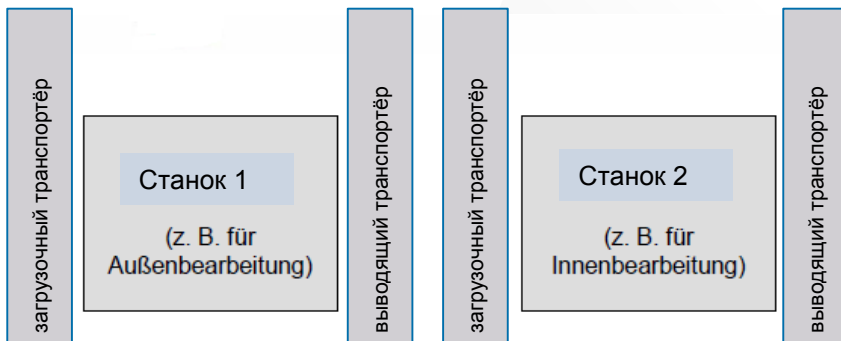 загрузочный транспортёр
Станок 1
(z. B. für
Außenbearbeitung)
выводящий транспортёр
загрузочный транспортёр
Станок 2
(z. B. für
Innenbearbeitung)
выводящий транспортёр